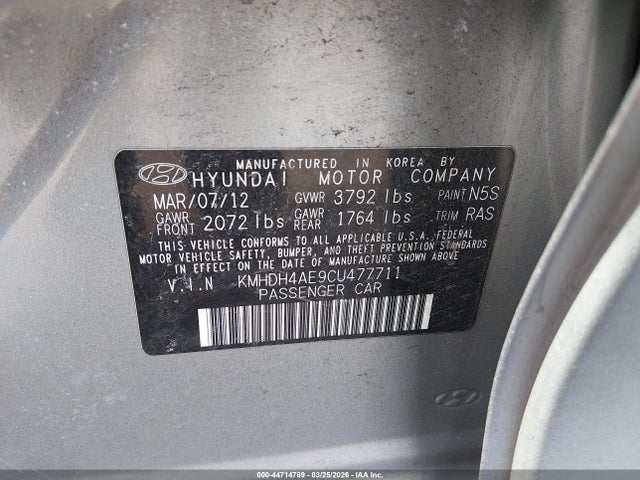 MANUFACTURED IN KOREA BY
HYUNDAI MOTOR COMPANY
MAR/07/12 GVWR 3792 lbs PAINT N5S
GAWR FRONT 2072 lbs GAWR REAR 1764 lbs TRIM RAS
THIS VEHICLE CONFORMS TO ALL APPLICABLE U.S.A. FEDERAL
MOTOR VEHICLE SAFETY, BUMPER, AND THEFT PREVENTION STANDARDS
IN EFFECT ON THE DATE OF MANUFACTURE SHOWN ABOVE
V.I.N KMHDH4AE9CU477711
PASSENGER CAR
000-44714769 | 03/25/2026 | IAA Inc.